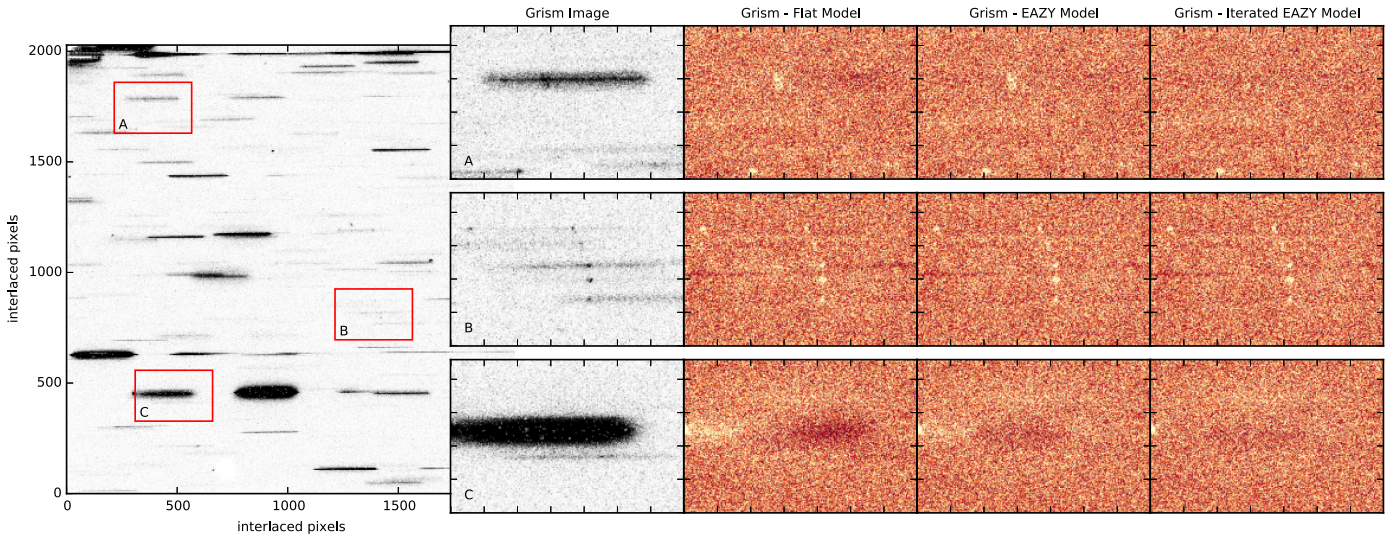 Grism Image
Grism - Flat Model
Grism - EAZY Model
Grism - Iterated EAZY Model
2000
1500
1000
500
0
interlaced pixels
0
500
1000
1500
interlaced pixels
A
B
C
A
B
C